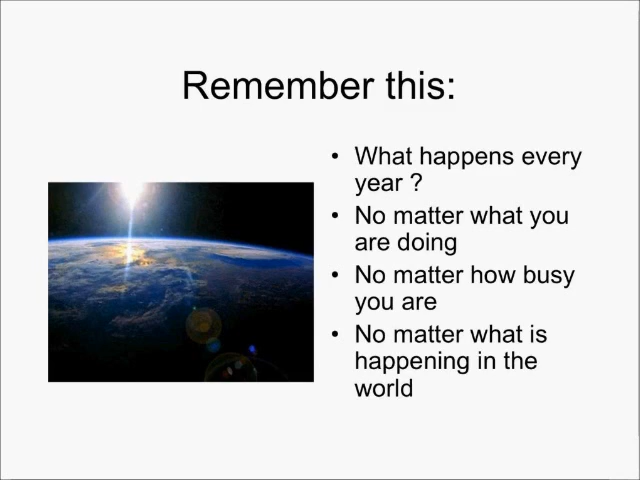 Remember this:
• What happens every
year ?
• No matter what you
are doing
• No matter how busy
you are
• No matter what is
happening in the
world